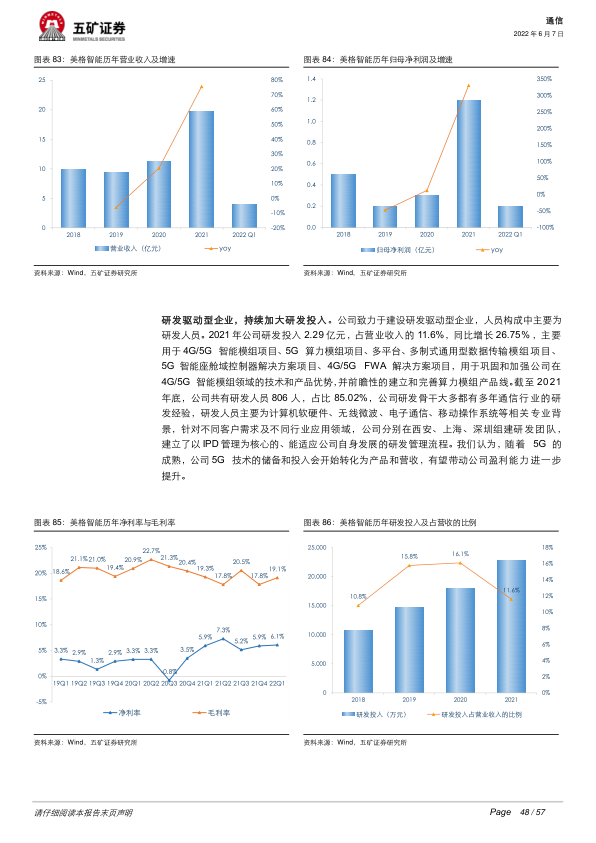 五矿证券
MINMETALS SECURITIES
通信
2022 年 6 月 7 日
图表 83：美格智能历年营业收入及增速
25
20
15
10
5
0
80%
70%
60%
50%
40%
30%
20%
10%
0%
-10%
-20%
2018
2019
2020
2021
2022 Q1
营业收入（亿元）
yoy
资料来源：Wind，五矿证券研究所
图表 84：美格智能历年归母净利润及增速
1.4
1.2
1.0
0.8
0.6
0.4
0.2
0.0
350%
300%
250%
200%
150%
100%
50%
0%
-50%
-100%
2018
2019
2020
2021
2022 Q1
归母净利润（亿元）
yoy
资料来源：Wind，五矿证券研究所
研发驱动型企业，持续加大研发投入。公司致力于建设研发驱动型企业，人员构成中主要为
研发人员。2021 年公司研发投入 2.29 亿元，占营业收入的 11.6%，同比增长 26.75%，主要
用于 4G/5G 智能模组项目、5G 算力模组项目、多平台、多制式通用型数据传输模组项目、
5G 智能座舱域控制器解决方案项目、4G/5G FWA 解决方案项目，用于巩固和加强公司在
4G/5G 智能模组领域的技术和产品优势，并前瞻性的建立和完善算力模组产品线。截至 2021
年底，公司共有研发人员 806 人，占比 85.02%，公司研发骨干大多都有多年通信行业的研
发经验，研发人员主要为计算机软硬件、无线微波、电子通信、移动操作系统等相关专业背
景，针对不同客户需求及不同行业应用领域，公司分别在西安、上海、深圳组建研发团队，
建立了以 IPD 管理为核心的、能适应公司自身发展的研发管理流程。我们认为，随着 5G 的
成熟，公司 5G 技术的储备和投入会开始转化为产品和营收，有望带动公司盈利能力进一步
提升。
图表 85：美格智能历年净利率与毛利率
25%
20%
15%
10%
5%
0%
-5%
18.6%
21.1%
21.0%
19.4%
20.9%
22.7%
21.3%
20.4%
19.3%
17.8%
20.5%
17.8%
19.1%
3.3%
2.9%
1.3%
2.9%
3.3%
3.3%
-0.8%
3.5%
5.9%
7.3%
5.2%
5.9%
6.1%
19Q1 19Q2 19Q3 19Q4 20Q1 20Q2 20Q3 20Q4 21Q1 21Q2 21Q3 21Q4 22Q1
净利率
毛利率
资料来源：Wind，五矿证券研究所
图表 86：美格智能历年研发投入及占营收的比例
25,000
20,000
15,000
10,000
5,000
0
18%
16%
14%
12%
10%
8%
6%
4%
2%
0%
10.8%
15.8%
16.1%
11.6%
2018
2019
2020
2021
研发投入（万元）
研发投入占营业收入的比例
资料来源：Wind，五矿证券研究所
请仔细阅读本报告末页声明
Page 48 / 57